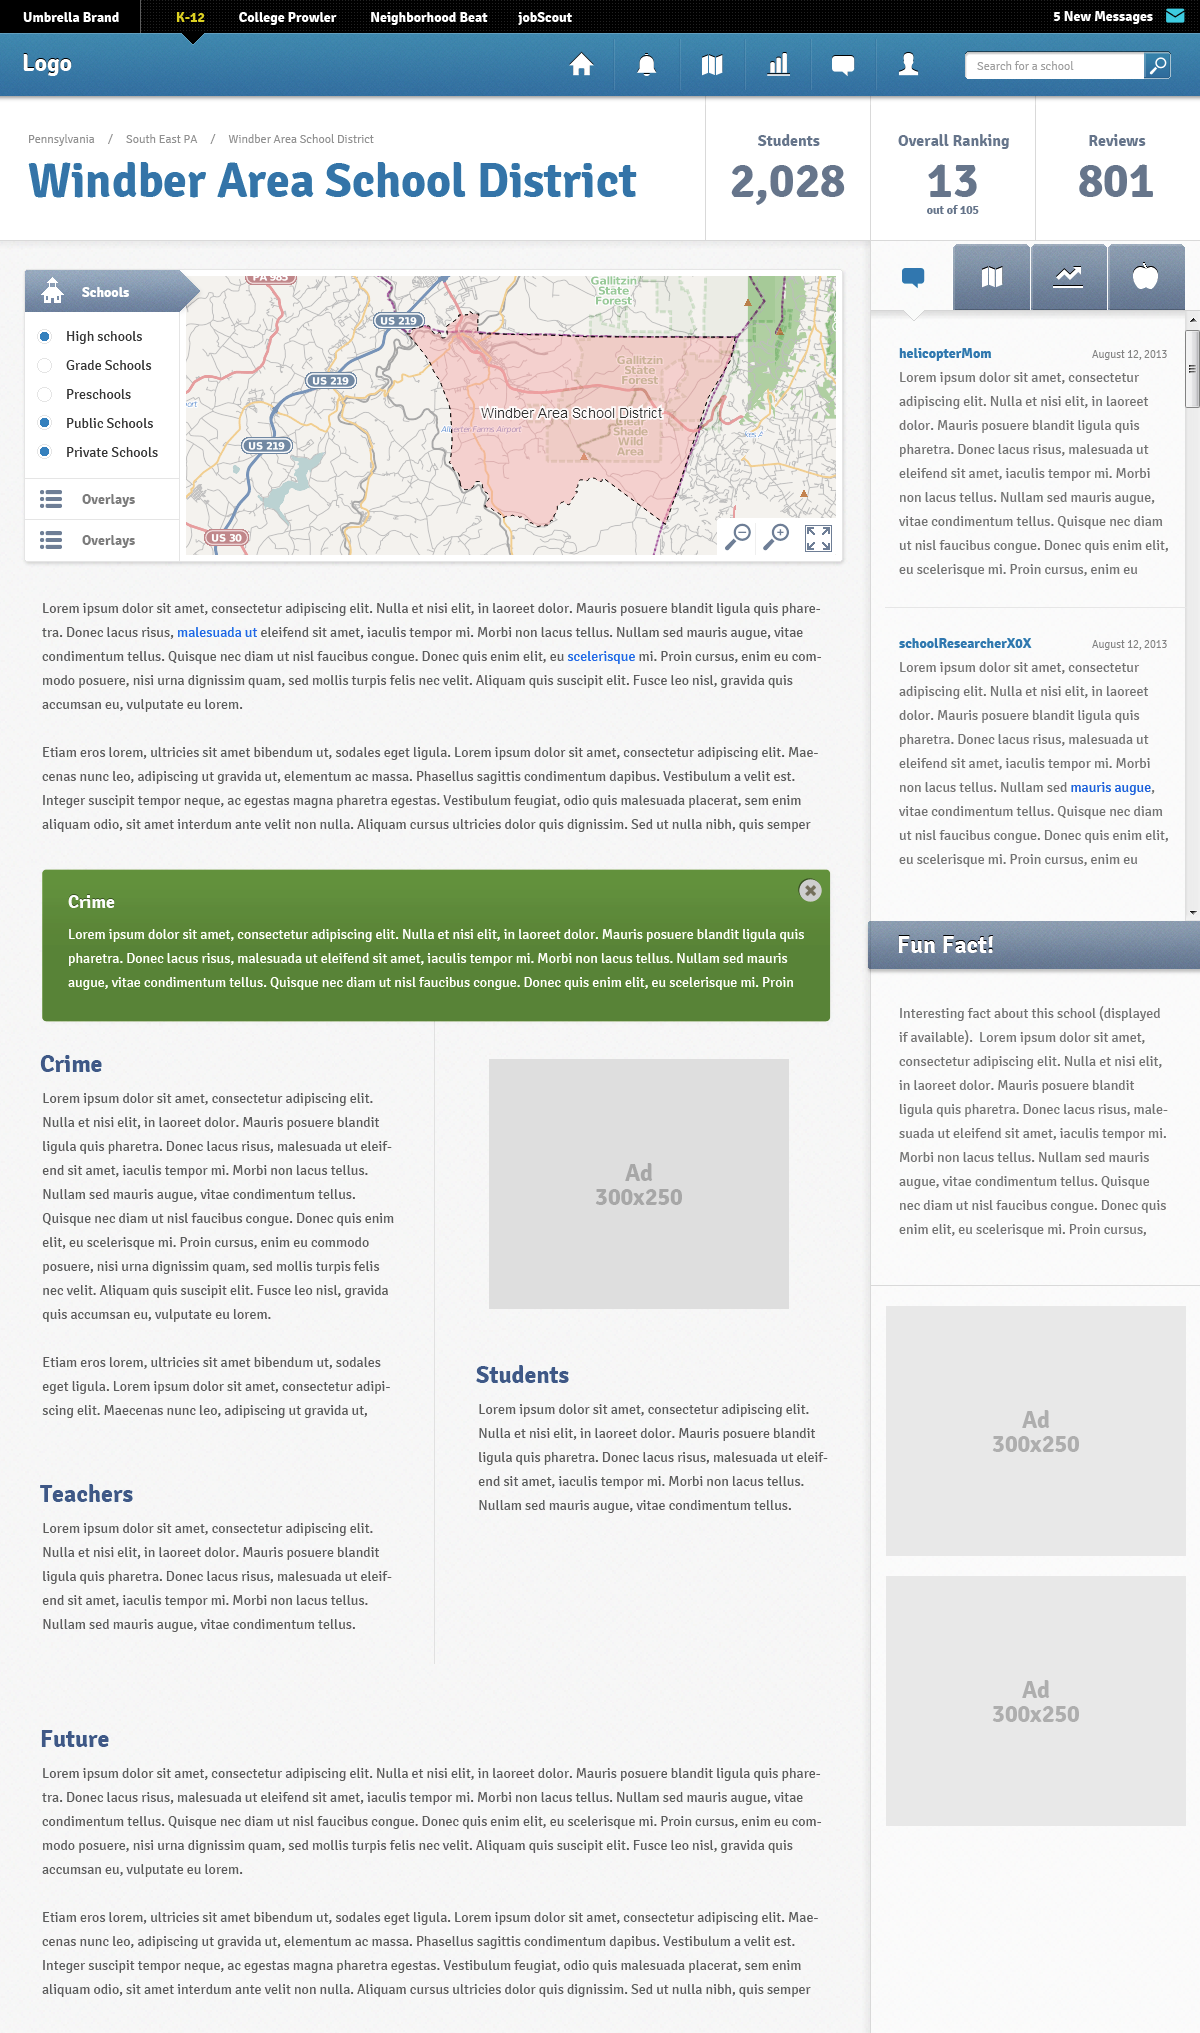 Umbrella Brand
K-12
College Prowler
Neighborhood Beat
jobScout
5 New Messages
Logo
Search for a school
Pennsylvania / South East PA / Windber Area School District
Windber Area School District
Students
2,028
Overall Ranking
13
out of 105
Reviews
801
Schools
High schools
Grade Schools
Preschools
Public Schools
Private Schools
Overlays
Overlays
PA 985
US 219
US 219
US 219
US 30
Gallitzin
State
Forest
Gallitzin
State
Forest
Windber Area School District
Clear
Shade
Wild
Area
Lorem ipsum dolor sit amet, consectetur adipiscing elit. Nulla et nisi elit, in laoreet dolor. Mauris posuere blandit ligula quis phare-
tra. Donec lacus risus, malesuada ut eleifend sit amet, iaculis tempor mi. Morbi non lacus tellus. Nullam sed mauris augue, vitae
condimentum tellus. Quisque nec diam ut nisl faucibus congue. Donec quis enim elit, eu scelerisque mi. Proin cursus, enim eu com-
modo posuere, nisi urna dignissim quam, sed mollis turpis felis nec velit. Aliquam quis suscipit elit. Fusce leo nisl, gravida quis
accumsan eu, vulputate eu lorem.
Etiam eros lorem, ultricies sit amet bibendum ut, sodales eget ligula. Lorem ipsum dolor sit amet, consectetur adipiscing elit. Mae-
cenas nunc leo, adipiscing ut gravida ut, elementum ac massa. Phasellus sagittis condimentum dapibus. Vestibulum a velit est.
Integer suscipit tempor neque, ac egestas magna pharetra egestas. Vestibulum feugiat, odio quis malesuada placerat, sem enim
aliquam odio, sit amet interdum ante velit non nulla. Aliquam cursus ultricies dolor quis dignissim. Sed ut nulla nibh, quis semper
Crime
Lorem ipsum dolor sit amet, consectetur adipiscing elit. Nulla et nisi elit, in laoreet dolor. Mauris posuere blandit ligula quis
pharetra. Donec lacus risus, malesuada ut eleifend sit amet, iaculis tempor mi. Morbi non lacus tellus. Nullam sed mauris
augue, vitae condimentum tellus. Quisque nec diam ut nisl faucibus congue. Donec quis enim elit, eu scelerisque mi. Proin
Crime
Lorem ipsum dolor sit amet, consectetur adipiscing elit.
Nulla et nisi elit, in laoreet dolor. Mauris posuere blandit
ligula quis pharetra. Donec lacus risus, malesuada ut eleif-
end sit amet, iaculis tempor mi. Morbi non lacus tellus.
Nullam sed mauris augue, vitae condimentum tellus.
Quisque nec diam ut nisl faucibus congue. Donec quis enim
elit, eu scelerisque mi. Proin cursus, enim eu commodo
posuere, nisi urna dignissim quam, sed mollis turpis felis
nec velit. Aliquam quis suscipit elit. Fusce leo nisl, gravida
quis accumsan eu, vulputate eu lorem.
Etiam eros lorem, ultricies sit amet bibendum ut, sodales
eget ligula. Lorem ipsum dolor sit amet, consectetur adipi-
scing elit. Maecenas nunc leo, adipiscing ut gravida ut,
Teachers
Lorem ipsum dolor sit amet, consectetur adipiscing elit.
Nulla et nisi elit, in laoreet dolor. Mauris posuere blandit
ligula quis pharetra. Donec lacus risus, malesuada ut eleif-
end sit amet, iaculis tempor mi. Morbi non lacus tellus.
Nullam sed mauris augue, vitae condimentum tellus.
Ad
300x250
Students
Lorem ipsum dolor sit amet, consectetur adipiscing elit.
Nulla et nisi elit, in laoreet dolor. Mauris posuere blandit
ligula quis pharetra. Donec lacus risus, malesuada ut eleif-
end sit amet, iaculis tempor mi. Morbi non lacus tellus.
Nullam sed mauris augue, vitae condimentum tellus.
Future
Lorem ipsum dolor sit amet, consectetur adipiscing elit. Nulla et nisi elit, in laoreet dolor. Mauris posuere blandit ligula quis phare-
tra. Donec lacus risus, malesuada ut eleifend sit amet, iaculis tempor mi. Morbi non lacus tellus. Nullam sed mauris augue, vitae
condimentum tellus. Quisque nec diam ut nisl faucibus congue. Donec quis enim elit, eu scelerisque mi. Proin cursus, enim eu com-
modo posuere, nisi urna dignissim quam, sed mollis turpis felis nec velit. Aliquam quis suscipit elit. Fusce leo nisl, gravida quis
accumsan eu, vulputate eu lorem.
Etiam eros lorem, ultricies sit amet bibendum ut, sodales eget ligula. Lorem ipsum dolor sit amet, consectetur adipiscing elit. Mae-
cenas nunc leo, adipiscing ut gravida ut, elementum ac massa. Phasellus sagittis condimentum dapibus. Vestibulum a velit est.
Integer suscipit tempor neque, ac egestas magna pharetra egestas. Vestibulum feugiat, odio quis malesuada placerat, sem enim
aliquam odio, sit amet interdum ante velit non nulla. Aliquam cursus ultricies dolor quis dignissim. Sed ut nulla nibh, quis semper
helicopterMom August 12, 2013
Lorem ipsum dolor sit amet, consectetur
adipiscing elit. Nulla et nisi elit, in laoreet
dolor. Mauris posuere blandit ligula quis
pharetra. Donec lacus risus, malesuada ut
eleifend sit amet, iaculis tempor mi. Morbi
non lacus tellus. Nullam sed mauris augue,
vitae condimentum tellus. Quisque nec diam
ut nisl faucibus congue. Donec quis enim elit,
eu scelerisque mi. Proin cursus, enim eu
schoolResearcherX0X August 12, 2013
Lorem ipsum dolor sit amet, consectetur
adipiscing elit. Nulla et nisi elit, in laoreet
dolor. Mauris posuere blandit ligula quis
pharetra. Donec lacus risus, malesuada ut
eleifend sit amet, iaculis tempor mi. Morbi
non lacus tellus. Nullam sed mauris augue,
vitae condimentum tellus. Quisque nec diam
ut nisl faucibus congue. Donec quis enim elit,
eu scelerisque mi. Proin cursus, enim eu
Fun Fact!
Interesting fact about this school (displayed
if available). Lorem ipsum dolor sit amet,
consectetur adipiscing elit. Nulla et nisi elit,
in laoreet dolor. Mauris posuere blandit
ligula quis pharetra. Donec lacus risus, male-
suada ut eleifend sit amet, iaculis tempor mi.
Morbi non lacus tellus. Nullam sed mauris
augue, vitae condimentum tellus. Quisque
nec diam ut nisl faucibus congue. Donec quis
enim elit, eu scelerisque mi. Proin cursus,
Ad
300x250
Ad
300x250